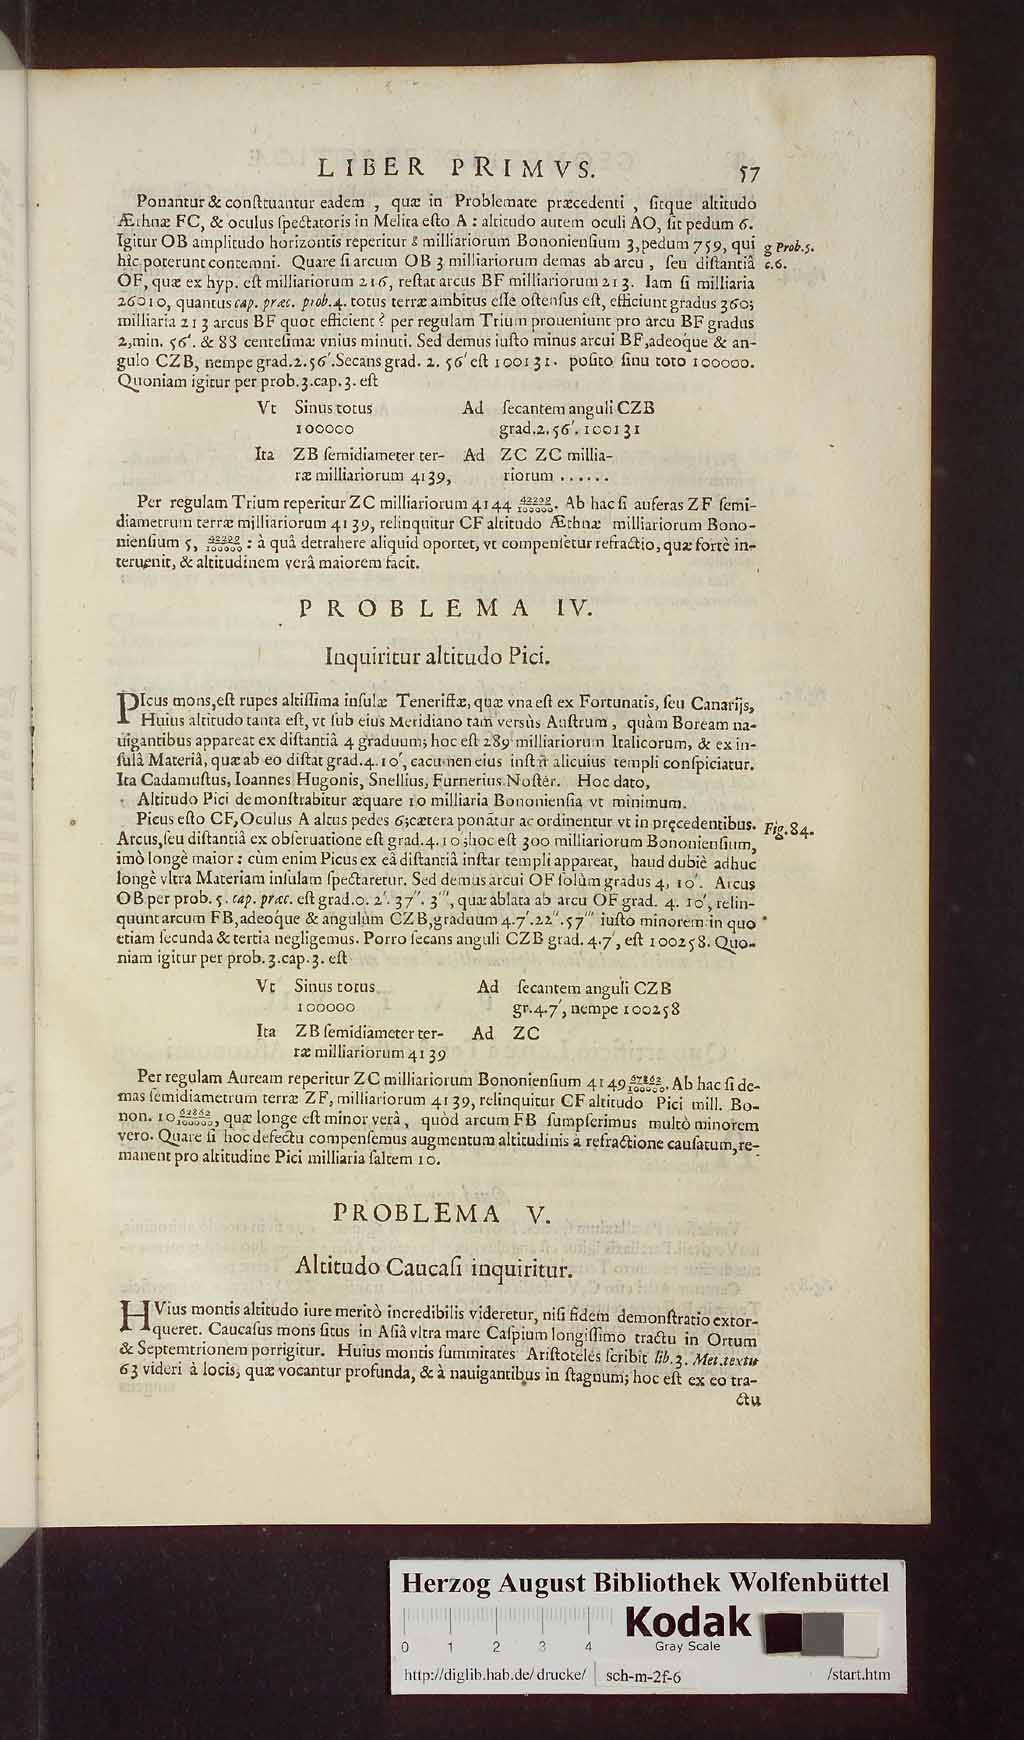 LIBER PRIMVS. 57
Ponantur & conſtruantur eadem , quæ in Problemate præcedenti , ſitque altitudo
Æthnæ FC, & oculus ſpectatoris in Melita eſto A : altitudo autem oculi AO, ſit pedum 6.
Igitur OB amplitudo horizontis reperitur g milliariorum Bononienſium 3, pedum 759, qui
g Prob. 5.
hìc poterunt contemni. Quare ſi arcum OB 3 milliariorum demas ab arcu , ſeu diſtantiâ
c. 6.
OF, quæ ex hyp. eſt milliariorum 216, reſtat arcus BF milliariorum 213. Iam ſi milliaria
26010, quantus cap. præc. prob. 4. totus terræ ambitus eſſe oſtenſus eſt, efficiunt gradus 360;
milliaria 213 arcus BF quot efficient ? per regulam Trium proueniunt pro arcu BF gradus
2, min. 56′. & 88 centeſimæ vnius minuti. Sed demus iuſto minus arcui BF, adeoque & an-
gulo CZB, nempe grad. 2. 56′. Secans grad. 2. 56′ eſt 100131. poſito ſinu toto 100000.
Quoniam igitur per prob. 3. cap. 3. eſt
Vt Sinus totus Ad ſecantem anguli CZB
100000 grad. 2. 56′. 100131
Ita ZB ſemidiameter ter- Ad ZC ZC millia-
ræ milliariorum 4139, riorum . . . . . .
Per regulam Trium reperitur ZC milliariorum 4144 42209/100000. Ab hac ſi auferas ZF ſemi-
diametrum terræ milliariorum 4139, relinquitur CF altitudo Æthnæ milliariorum Bono-
nienſium 5, 42209/100000 : à quâ detrahere aliquid oportet, vt compenſetur refractio, quæ fortè in-
teruenit, & altitudinem verâ maiorem facit.
PROBLEMA IV.
Inquiritur altitudo Pici.
PIcus mons, eſt rupes altiſſima inſulæ Teneriffæ, quæ vna eſt ex Fortunatis, ſeu Canarijs,
Huius altitudo tanta eſt, vt ſub eius Meridiano tam verſùs Auſtrum , quàm Boream na-
uigantibus appareat ex diſtantiâ 4 graduum; hoc eſt 289 milliariorum Italicorum, & ex in-
ſulâ Materiâ, quæ ab eo diſtat grad. 4. 10′, cacumen eius inſtar alicuius templi conſpiciatur.
Ita Cadamuſtus, Ioannes Hugonis, Snellius, Furnerius Noſter. Hoc dato,
Altitudo Pici demonſtrabitur æquare 10 milliaria Bononienſia vt minimum.
Picus eſto CF, Oculus A altus pedes 6; cætera ponatur ac ordinentur vt in pręcedentibus.
Fig. 84.
Arcus, ſeu diſtantiâ ex obſeruatione eſt grad. 4. 10; hoc eſt 300 milliariorum Bononienſium,
imò longè maior : cùm enim Picus ex eâ diſtantiâ inſtar templi appareat, haud dubiè adhuc
longè vltra Materiam inſulam ſpectaretur. Sed demus arcui OF ſolùm gradus 4, 10′. Arcus
OB per prob. 5. cap. præc. eſt grad. 0. 2′. 37″. 3‴, quæ ablata ab arcu OF grad. 4. 10′, relin-
quunt arcum FB, adeoque & angulùm CZB, graduum 4. 7′. 22″. 57‴ iuſto minorem in quo
etiam ſecunda & tertia negligemus. Porro ſecans anguli CZB grad. 4. 7′, eſt 100258. Quo-
niam igitur per prob. 3. cap. 3. eſt
Vt Sinus totus Ad ſecantem anguli CZB
100000 gr. 4. 7′, nempe 100258
Ita ZB ſemidiameter ter- Ad ZC
ræ milliariorum 4139
Per regulam Auream reperitur ZC milliariorum Bononienſium 4149 67862/100000. Ab hac ſi de-
mas ſemidiametrum terræ ZF, milliariorum 4139, relinquitur CF altitudo Pici mill. Bo-
non. 10 67862/100000, quæ longe eſt minor verâ, quòd arcum FB ſumpſerimus multò minorem
vero. Quare ſi hoc defectu compenſemus augmentum altitudinis à refractione cauſatum, re-
manent pro altitudine Pici milliaria ſaltem 10.
PROBLEMA V.
Altitudo Caucaſi inquiritur.
HVius montis altitudo iure meritò incredibilis videretur, niſi fidem demonſtratio extor-
queret. Caucaſus mons ſitus in Aſiâ vltra mare Caſpium longiſſimo tractu in Ortum
& Septemtrionem porrigitur. Huius montis ſummitates Ariſtoteles ſcribit lib. 3. Met. textu
63 videri à locis, quæ vocantur profunda, & à nauigantibus in ſtagnum; hoc eſt ex eo tra-
ctu
Herzog August Bibliothek Wolfenbüttel
Kodak
Gray Scale
0 1 2 3 4
http://diglib.hab.de/drucke/ sch-m-2f-6 /start.htm